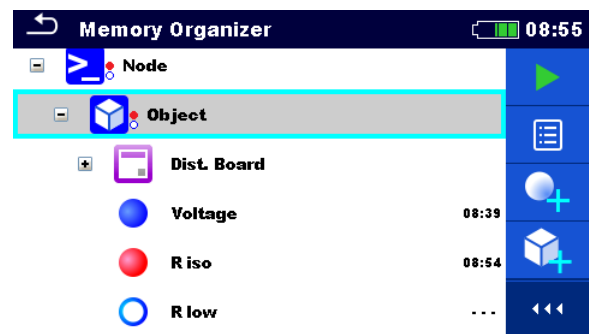 Memory Organizer 08:55
Node
Object
Dist. Board
Voltage 08:39
R iso 08:54
R low ---